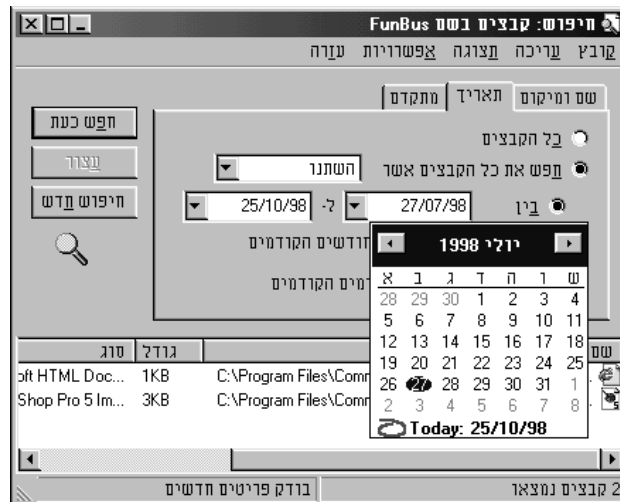 חיפוש: קבצים בשם FunBus
קובץ עריכה תצוגה אפשרויות עזרה
שם ומיקום תאריך מתקדם
חפש כעת
כל הקבצים
עצור
חפש את כל הקבצים אשר השתנו
חיפוש חדש
בין 27/07/98 ל- 25/10/98
חודשים הקודמים
ימים הקודמים
יולי 1998
א ב ג ד ה ו ש
28 29 30 1 2 3 4
5 6 7 8 9 10 11
12 13 14 15 16 17 18
19 20 21 22 23 24 25
26 27 28 29 30 31 1
2 3 4 5 6 7 8
Today: 25/10/98
שם גודל סוג
C:\Program Files\Comm 1KB oft HTML Doc...
C:\Program Files\Comm 3KB Shop Pro 5 Im...
2 קבצים נמצאו בודק פריטים חדשים